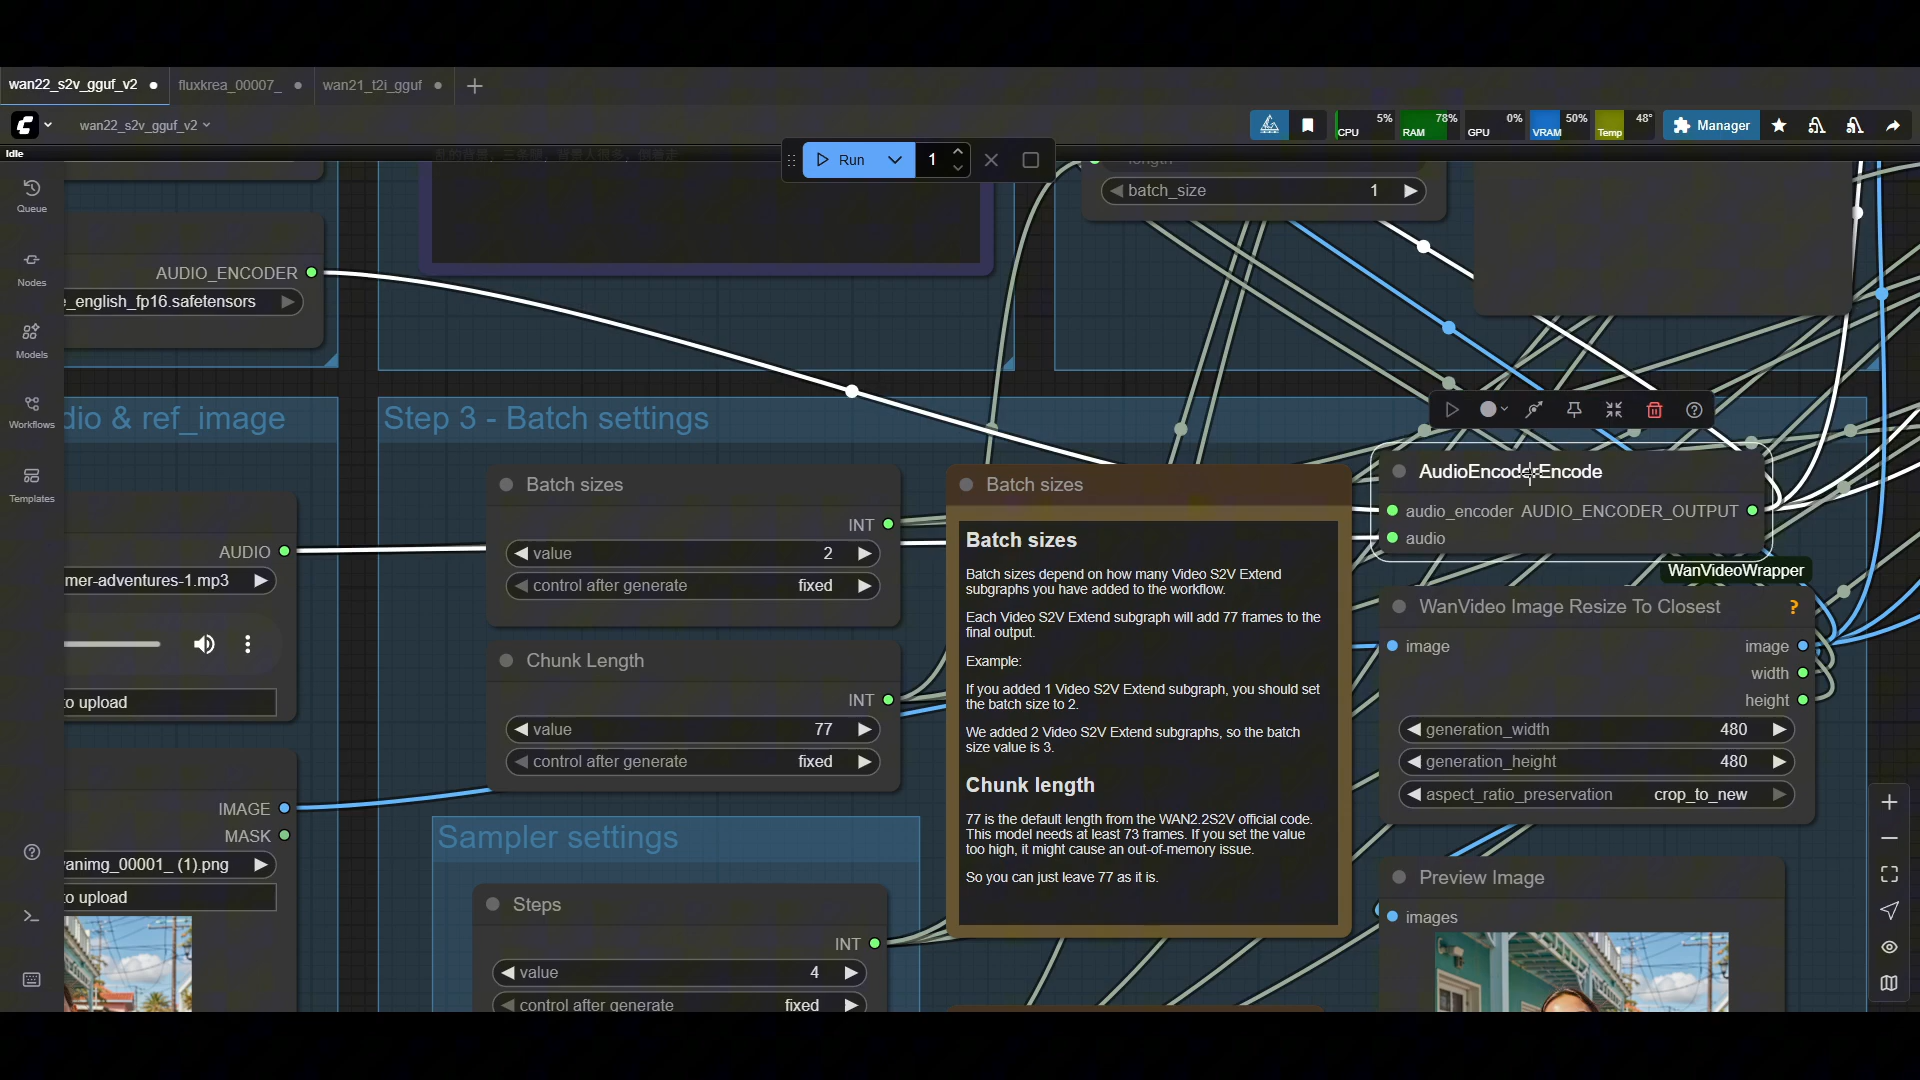 wan22_s2v_gguf_v2
fluxkrea_00007_
wan21_t2i_gguf
wan22_s2v_gguf_v2
CPU 5%
RAM 78%
GPU 0%
VRAM 50%
Temp 48°
Manager
Idle
Run
1
Queue
Nodes
Models
Workflows
Templates
length
batch_size 1
AUDIO_ENCODER
e_english_fp16.safetensors
dio & ref_image
Step 3 - Batch settings
AUDIO
mer-adventures-1.mp3
to upload
IMAGE
MASK
vanimg_00001_ (1).png
to upload
Batch sizes
INT
value 2
control after generate fixed
Chunk Length
INT
value 77
control after generate fixed
Sampler settings
Steps
INT
value 4
control after generate fixed
Batch sizes
Batch sizes
Batch sizes depend on how many Video S2V Extend
subgraphs you have added to the workflow.
Each Video S2V Extend subgraph will add 77 frames to the
final output.
Example:
If you added 1 Video S2V Extend subgraph, you should set
the batch size to 2.
We added 2 Video S2V Extend subgraphs, so the batch
size value is 3.
Chunk length
77 is the default length from the WAN2.2S2V official code.
This model needs at least 73 frames. If you set the value
too high, it might cause an out-of-memory issue.
So you can just leave 77 as it is.
AudioEncoderEncode
audio_encoder AUDIO_ENCODER_OUTPUT
audio
WanVideoWrapper
WanVideo Image Resize To Closest ?
image image
width
height
generation_width 480
generation_height 480
aspect_ratio_preservation crop_to_new
Preview Image
images